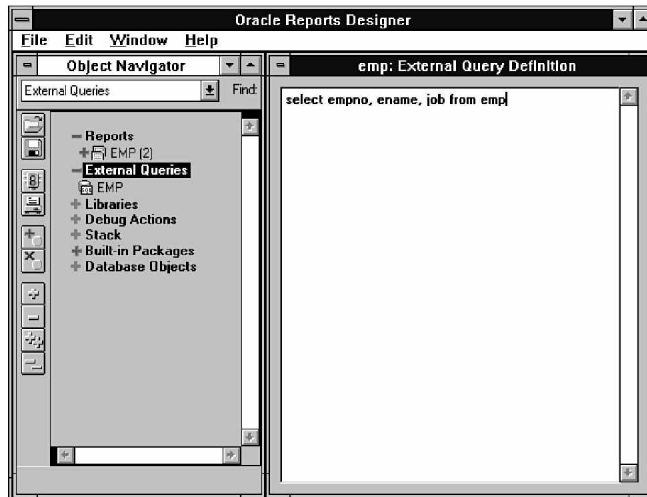 Oracle Reports Designer
File Edit Window Help
Object Navigator
External Queries Find:
Reports
EMP (2)
External Queries
EMP
Libraries
Debug Actions
Stack
Built-in Packages
Database Objects
emp: External Query Definition
select empno, ename, job from emp